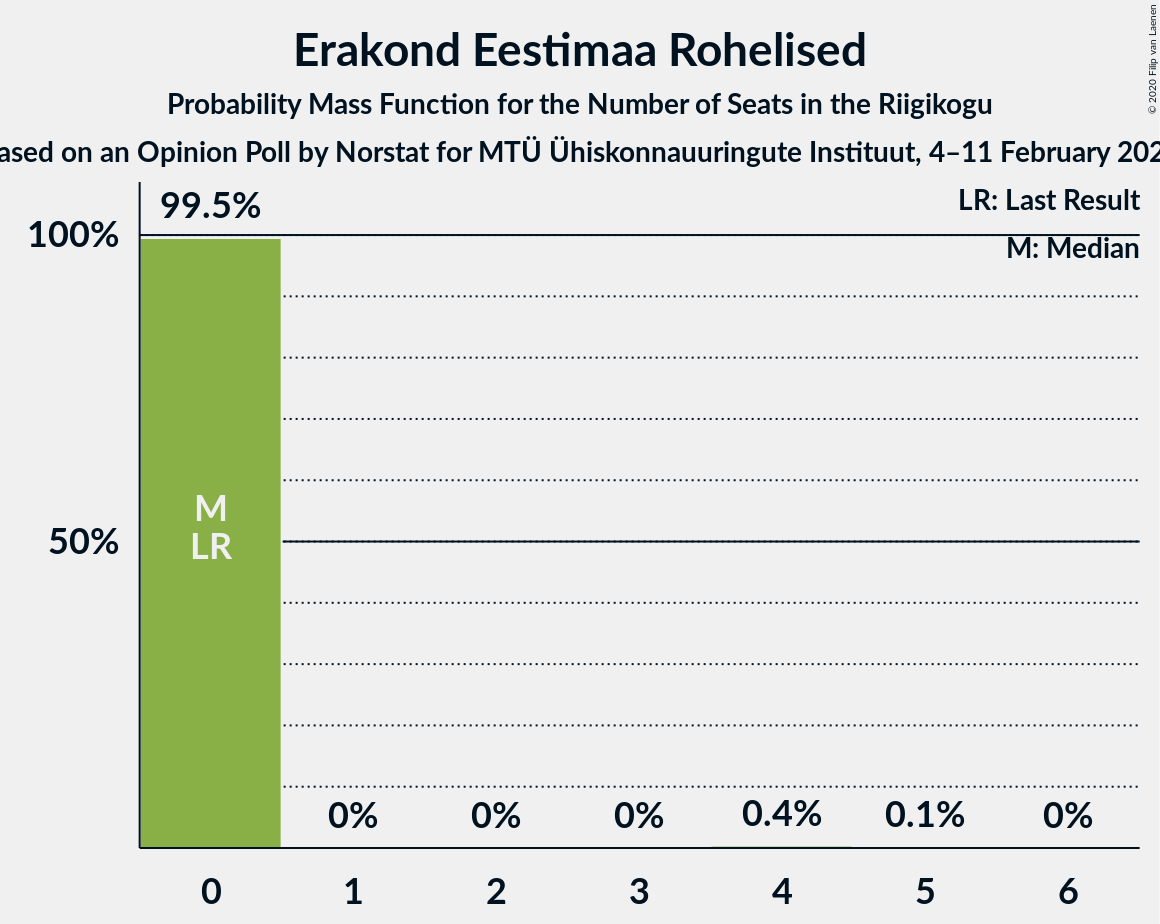 Erakond Eestimaa Rohelised
Probability Mass Function for the Number of Seats in the Riigikogu
ased on an Opinion Poll by Norstat for MTÜ Ühiskonnauuringute Instituut, 4–11 February 202
© 2020 Filip van Laenen
LR: Last Result
M: Median
99.5%
100%
50%
M
LR
0% 0% 0% 0.4% 0.1% 0%
0 1 2 3 4 5 6